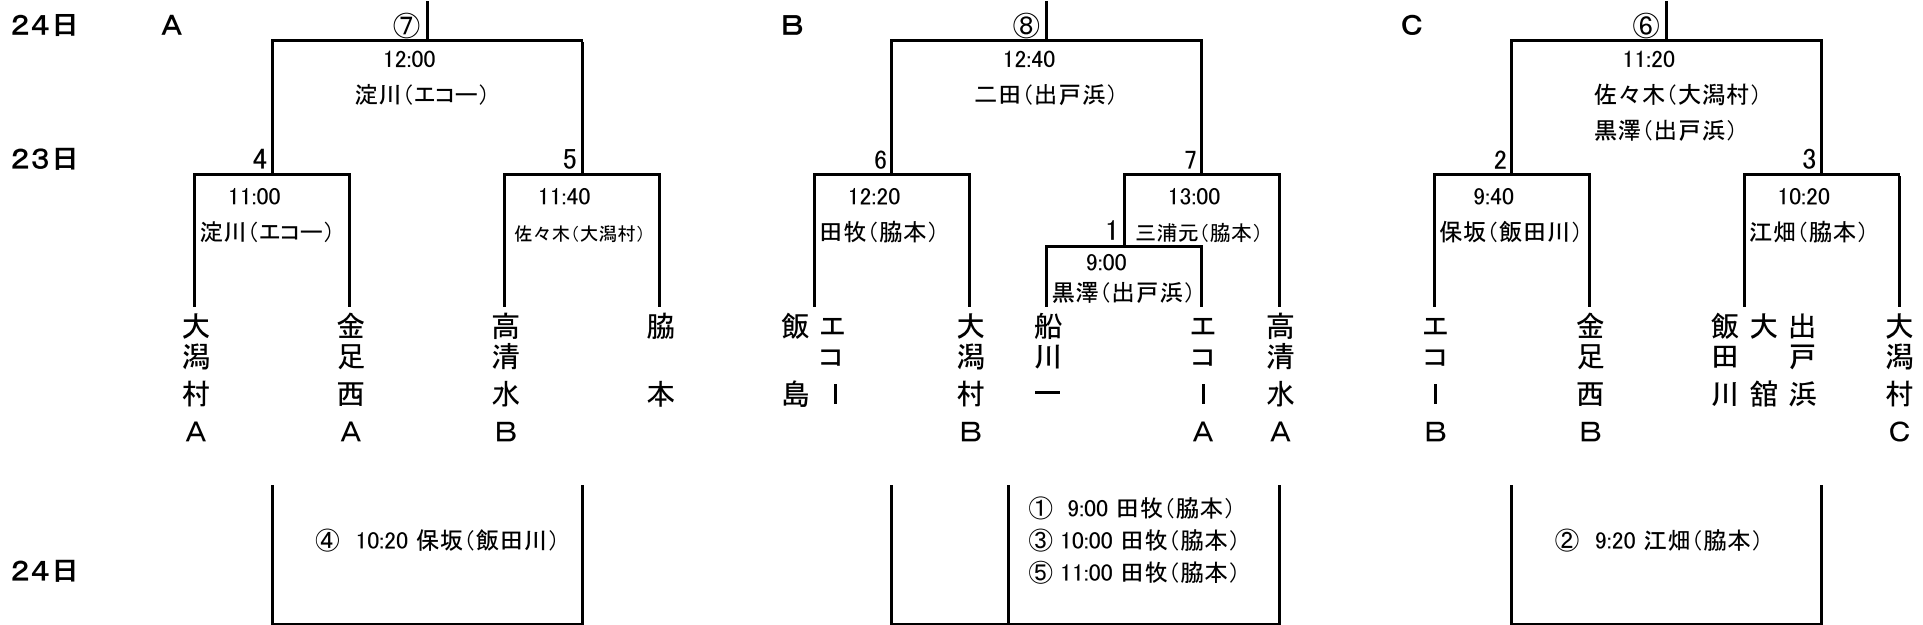 24日 A ⑦ B ⑧ C ⑥
12:00 12:40 11:20
淀川(エコー) 二田(出戸浜) 佐々木(大潟村)
黒澤(出戸浜)
23日 4 5 6 7 2 3
11:00 11:40 12:20 13:00 9:40 10:20
淀川(エコー) 佐々木(大潟村) 田牧(脇本) 1 三浦元(脇本) 保坂(飯田川) 江畑(脇本)
9:00
黒澤(出戸浜)
大潟村A
金足西A
高清水B
脇本
飯島
エコー
大潟村B
船川一
エコーA
高清水A
エコーB
金足西B
飯田川
大舘
出戸浜
大潟村C
① 9:00 田牧(脇本)
④ 10:20 保坂(飯田川) ③ 10:00 田牧(脇本) ② 9:20 江畑(脇本)
24日 ⑤ 11:00 田牧(脇本)